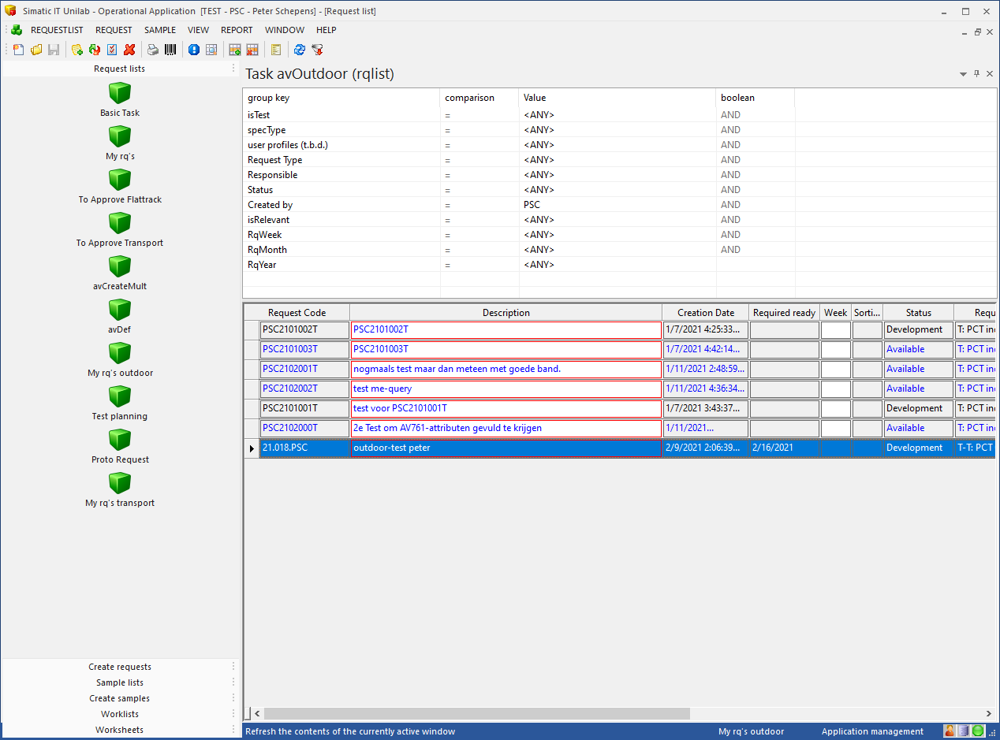 Simatic IT Unilab - Operational Application [TEST - PSC - Peter Schepens] - [Request list]
REQUESTLIST REQUEST SAMPLE VIEW REPORT WINDOW HELP
Request lists
Basic Task
My rq's
To Approve Flattrack
To Approve Transport
avCreateMult
avDef
My rq's outdoor
Test planning
Proto Request
My rq's transport
Create requests
Sample lists
Create samples
Worklists
Worksheets
Task avOutdoor (rqlist)
group key comparison Value boolean
isTest = <ANY> AND
specType = <ANY> AND
user profiles (t.b.d.) = <ANY> AND
Request Type = <ANY> AND
Responsible = <ANY> AND
Status = <ANY> AND
Created by = PSC AND
isRelevant = <ANY> AND
RqWeek = <ANY> AND
RqMonth = <ANY> AND
RqYear = <ANY>
Request Code Description Creation Date Required ready Week Sorti... Status Requ
PSC2101002T PSC2101002T 1/7/2021 4:25:33... Development T: PCT in
PSC2101003T PSC2101003T 1/7/2021 4:42:14... Available T: PCT in
PSC2102001T nogmaals test maar dan meteen met goede band. 1/11/2021 2:48:59... Available T: PCT in
PSC2102002T test me-query 1/11/2021 4:36:34... Available T: PCT in
PSC2101001T test voor PSC2101001T 1/7/2021 3:43:37... Development T: PCT in
PSC2102000T 2e Test om AV761-attributen gevuld te krijgen 1/11/2021... Available T: PCT in
21.018.PSC outdoor-test peter 2/9/2021 2:06:39... 2/16/2021 Development T-T: PCT
Refresh the contents of the currently active window My rq's outdoor Application management